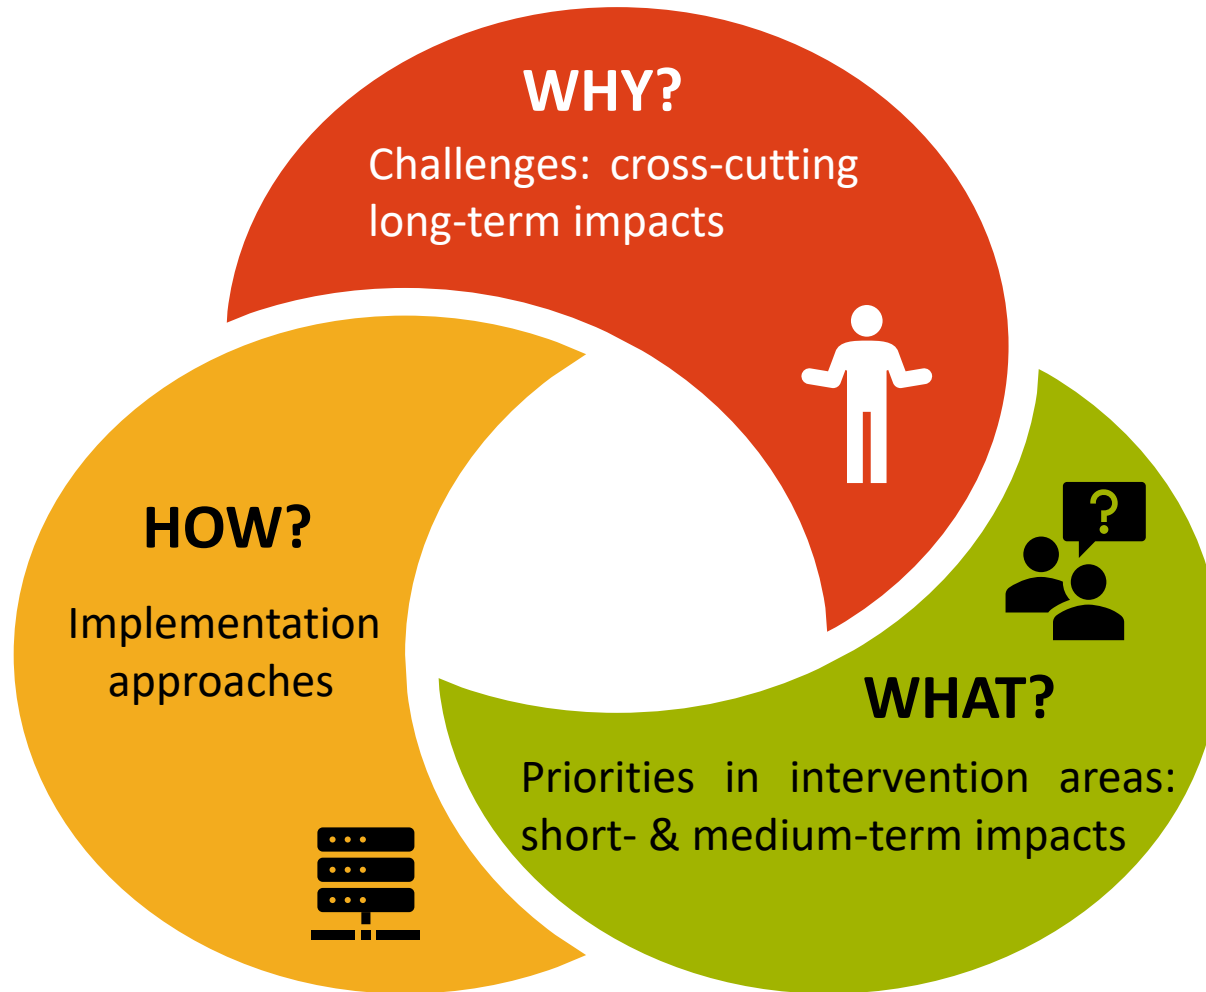 WHY?
Challenges: cross-cutting
long-term impacts
HOW?
Implementation
approaches
?
WHAT?
Priorities in intervention areas:
short- & medium-term impacts